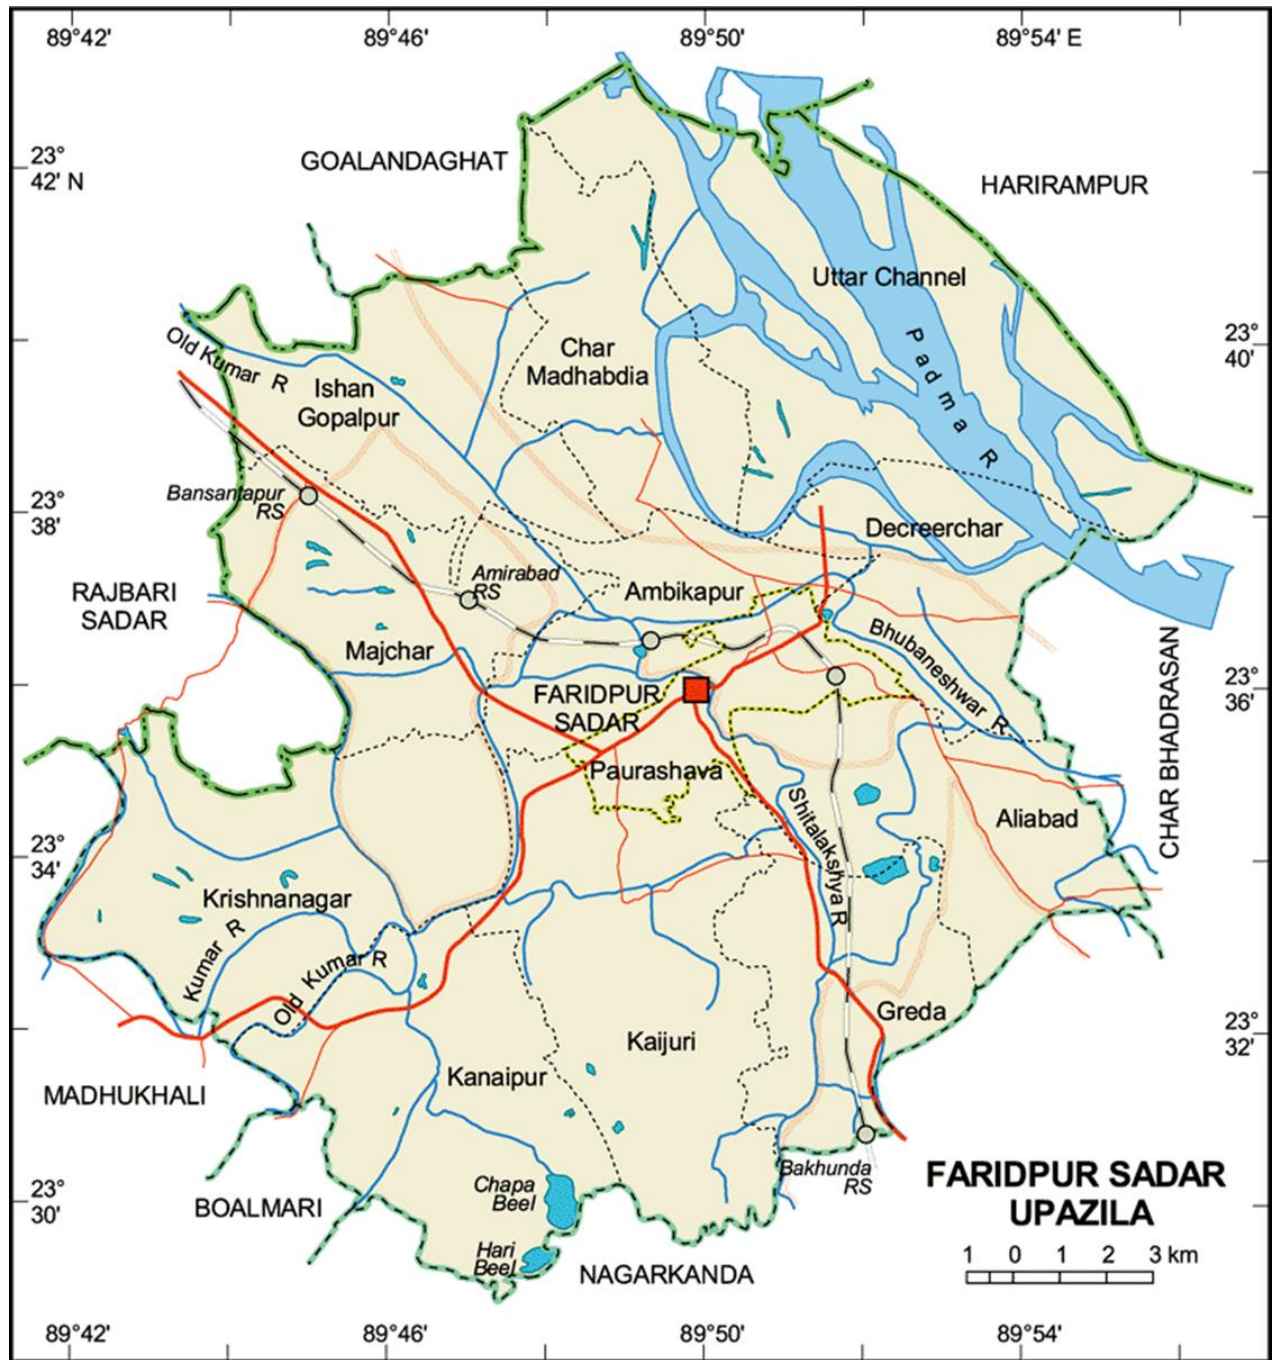 89°42'
89°46'
89°50'
89°54' E
23°
42' N
GOALANDAGHAT
HARIRAMPUR
Uttar Channel
Padma R
23°
40'
Old Kumar R
Ishan
Gopalpur
Char
Madhabdia
Bansantapur
RS
23°
38'
Decreerchar
Amirabad
RS
Ambikapur
RAJBARI
SADAR
Majchar
Bhubaneshwar R
CHAR BHADRASAN
FARIDPUR
SADAR
23°
36'
Paurashava
Shitalakshya R
Aliabad
23°
34'
Krishnanagar
Kumar R
Old Kumar R
Greda
23°
32'
Kaijuri
Kanaipur
MADHUKHALI
Bakhunda
RS
FARIDPUR SADAR
UPAZILA
23°
30'
BOALMARI
Chapa
Beel
Hari
Beel
NAGARKANDA
1 0 1 2 3 km
89°42'
89°46'
89°50'
89°54'